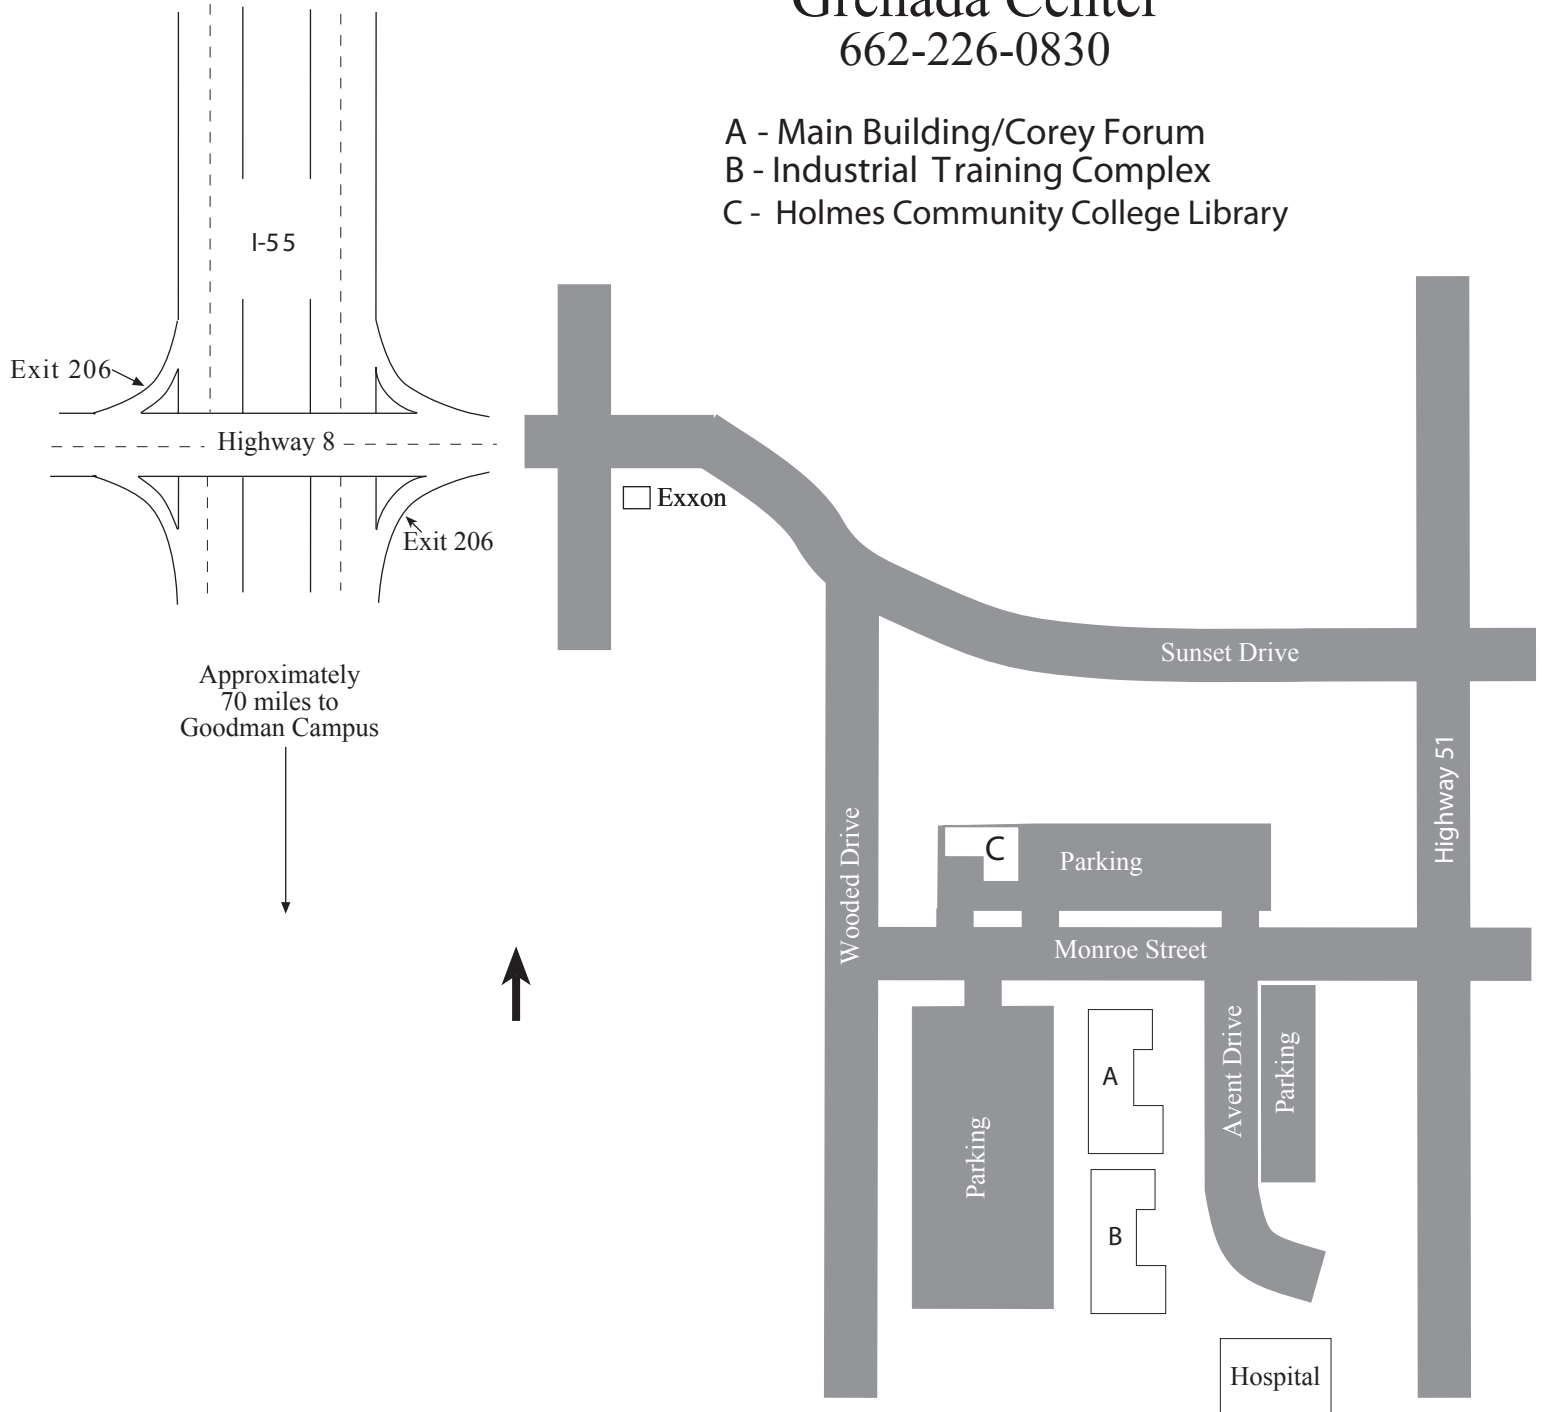 Grenada Center
662-226-0830
A - Main Building/Corey Forum
B - Industrial Training Complex
C - Holmes Community College Library
I-55
Exit 206
Highway 8
Exxon
Exit 206
Sunset Drive
Approximately
70 miles to
Goodman Campus
Highway 51
Wooded Drive
C
Parking
Monroe Street
A
Avent Drive
Parking
Parking
B
Hospital